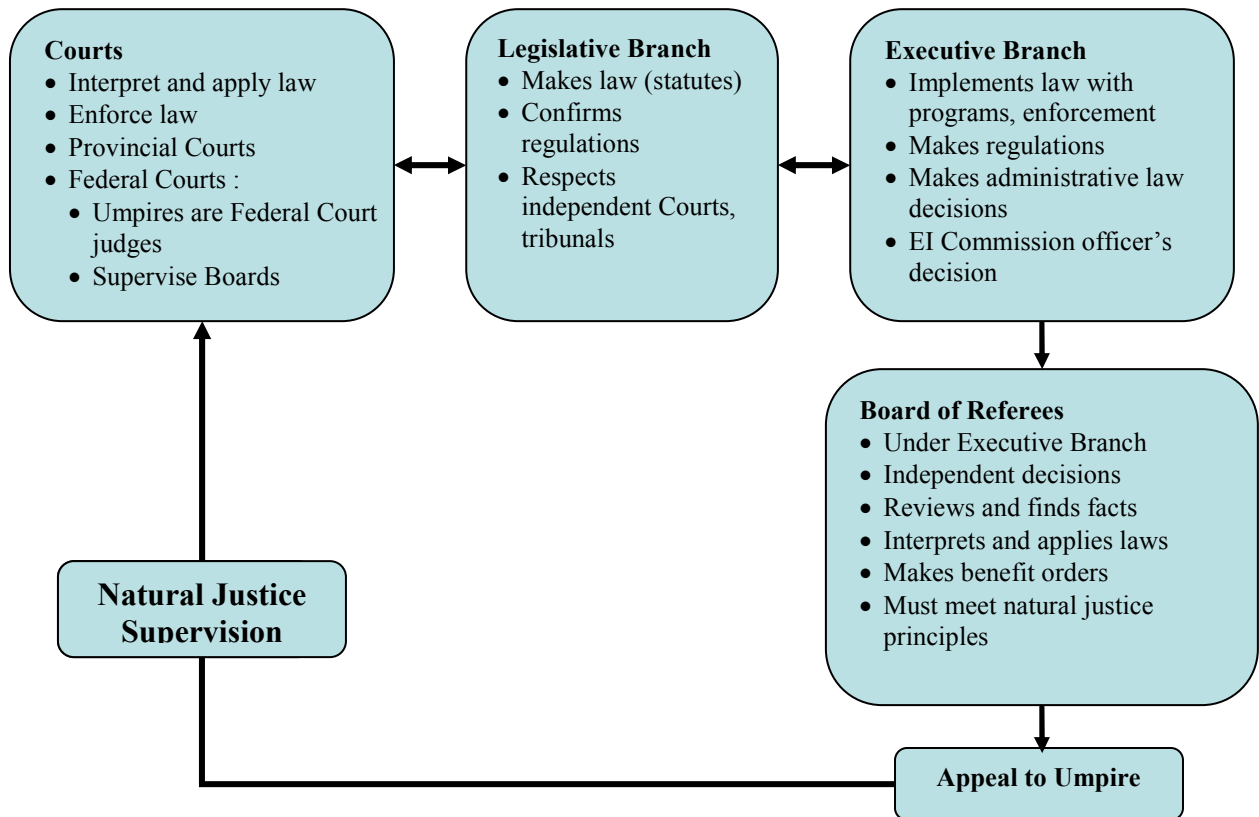 Courts
• Interpret and apply law
• Enforce law
• Provincial Courts
• Federal Courts :
• Umpires are Federal Court
judges
• Supervise Boards
Legislative Branch
• Makes law (statutes)
• Confirms
regulations
• Respects
independent Courts,
tribunals
Executive Branch
• Implements law with
programs, enforcement
• Makes regulations
• Makes administrative law
decisions
• EI Commission officer’s
decision
Board of Referees
• Under Executive Branch
• Independent decisions
• Reviews and finds facts
• Interprets and applies laws
• Makes benefit orders
• Must meet natural justice
principles
Natural Justice
Supervision
Appeal to Umpire